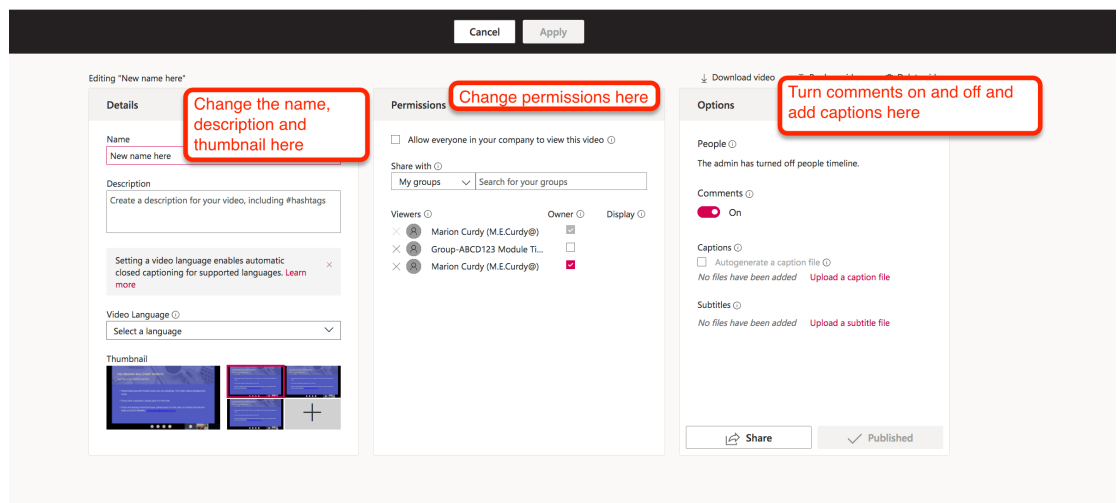 Cancel
Apply
Editing "New name here"
Download video
Details
Change the name,
description and
thumbnail here
Name
New name here
Description
Create a description for your video, including #hashtags
Setting a video language enables automatic
closed captioning for supported languages. Learn
more
Video Language
Select a language
Thumbnail
Permissions
Change permissions here
Allow everyone in your company to view this video
Share with
My groups
Search for your groups
Viewers
Owner
Display
Marion Curdy (M.E.Curdy@)
Group-ABCD123 Module Ti...
Marion Curdy (M.E.Curdy@)
Options
Turn comments on and off and
add captions here
People
The admin has turned off people timeline.
Comments
On
Captions
Autogenerate a caption file
No files have been added Upload a caption file
Subtitles
No files have been added Upload a subtitle file
Share
Published